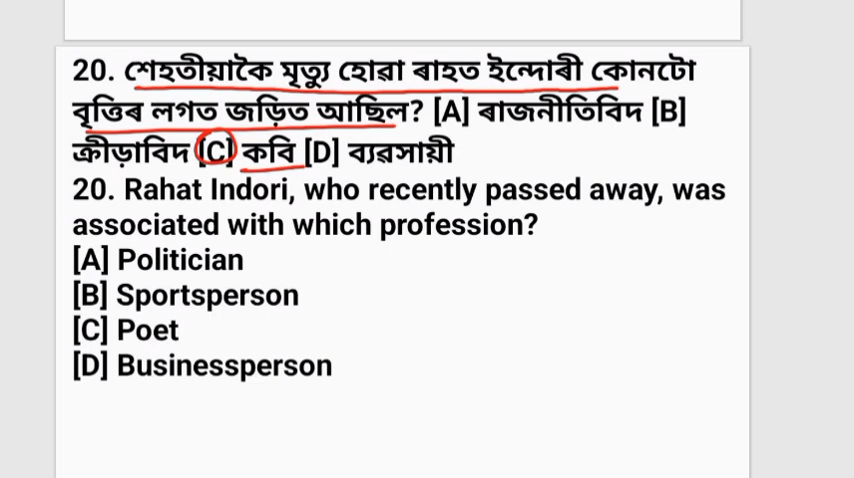 20. শেহতীয়াকৈ মৃত্যু হোৱা ৰাহত ইন্দোৰী কোনটো
বৃত্তিৰ লগত জড়িত আছিল? [A] ৰাজনীতিবিদ [B]
ক্ৰীড়াবিদ [C] কবি [D] ব্যৱসায়ী
20. Rahat Indori, who recently passed away, was
associated with which profession?
[A] Politician
[B] Sportsperson
[C] Poet
[D] Businessperson